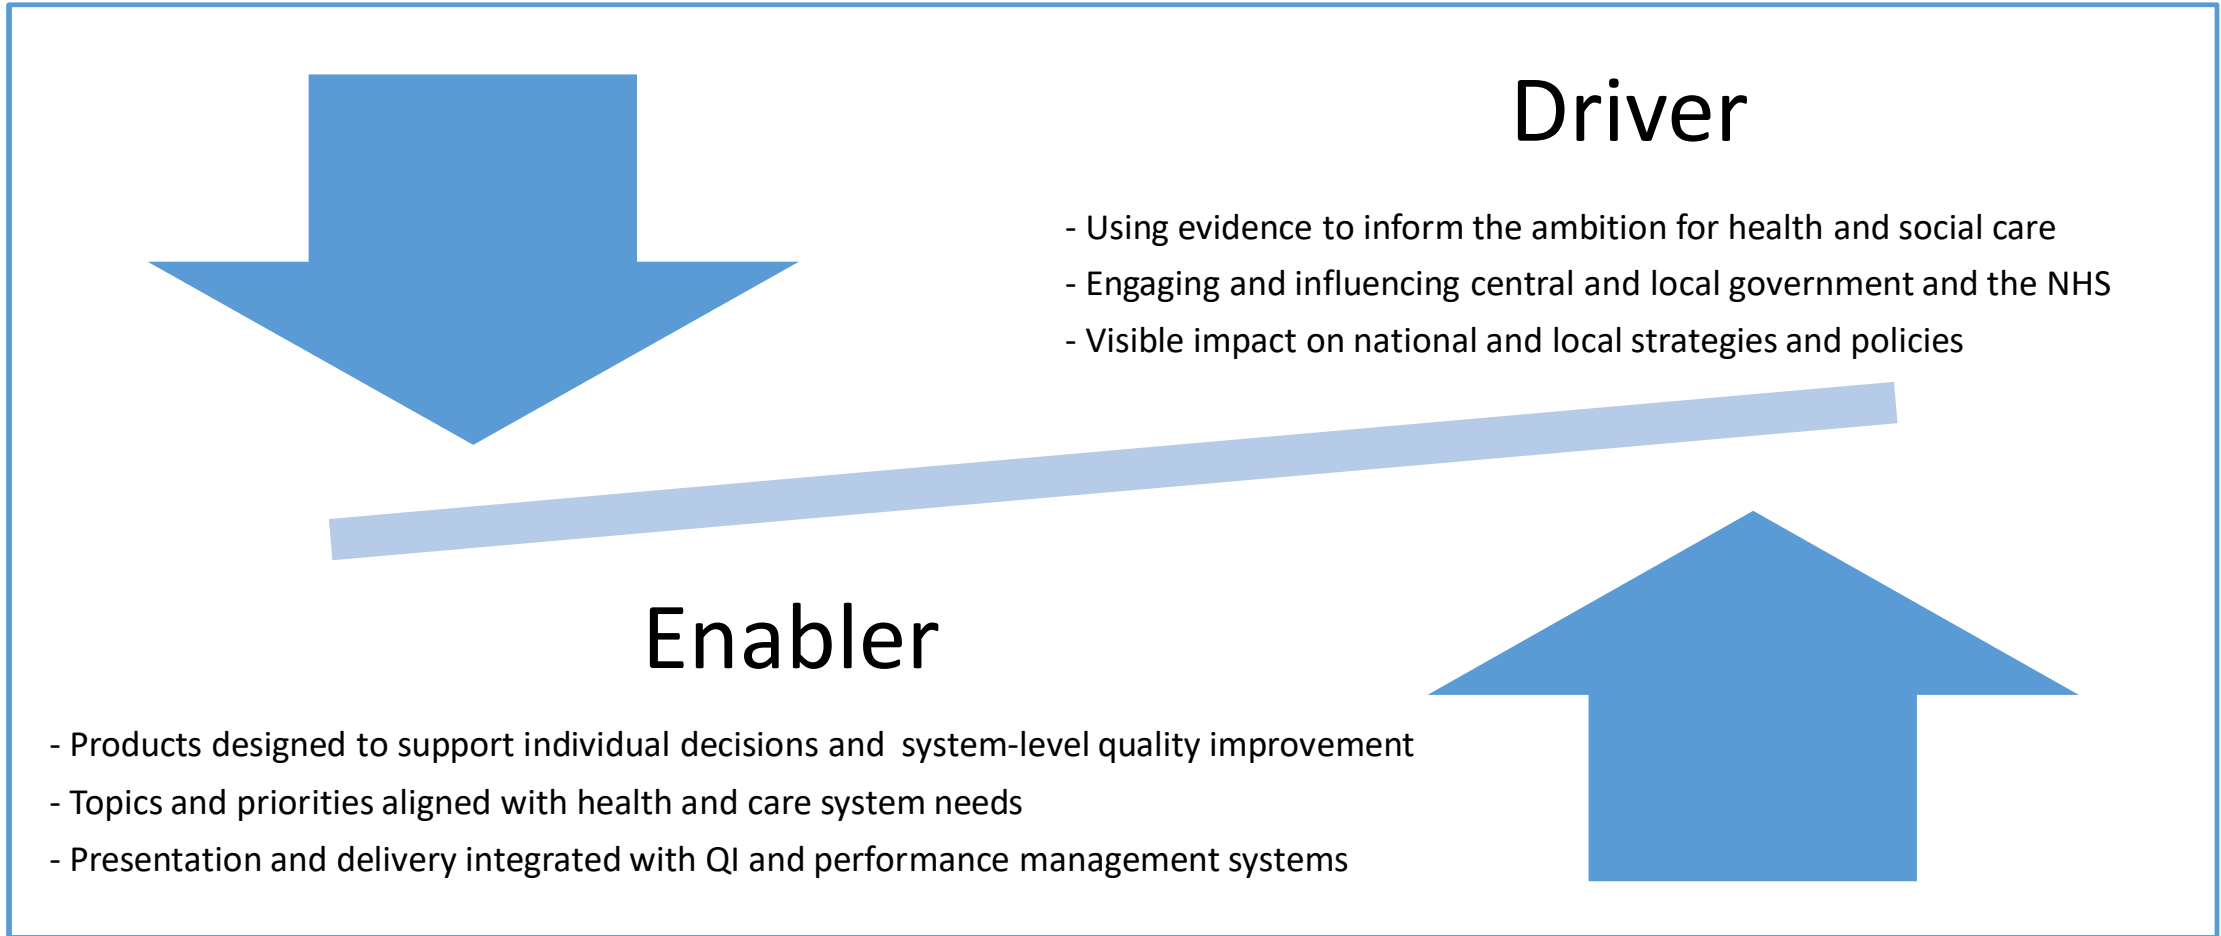 Driver
- Using evidence to inform the ambition for health and social care
- Engaging and influencing central and local government and the NHS
- Visible impact on national and local strategies and policies
Enabler
- Products designed to support individual decisions and  system-level quality improvement
- Topics and priorities aligned with health and care system needs
- Presentation and delivery integrated with QI and performance management systems